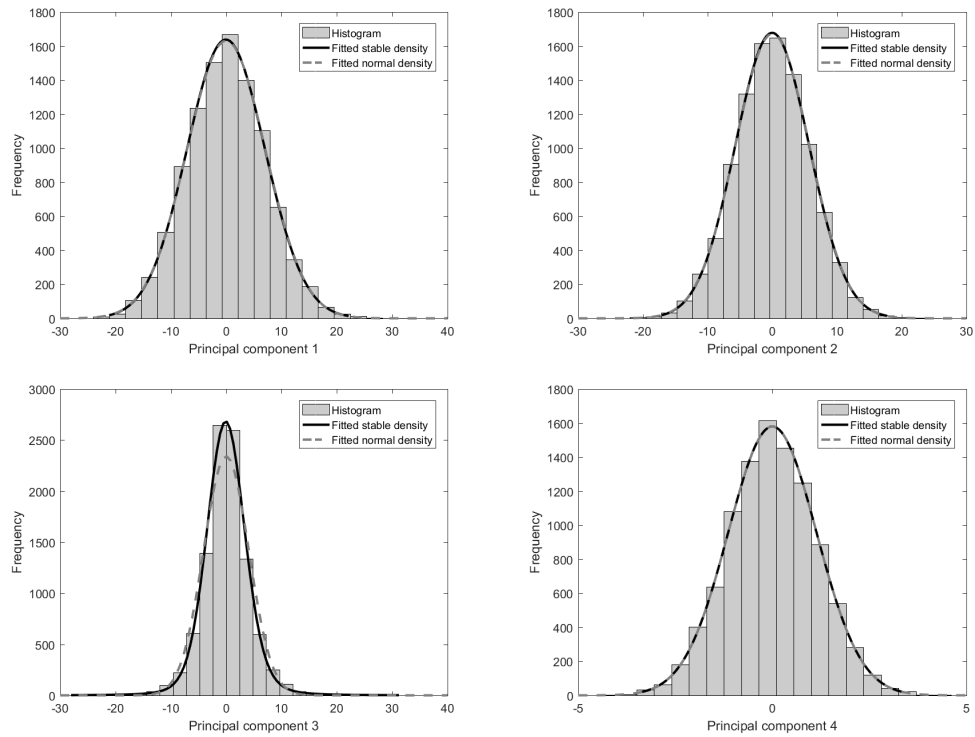 1800
1600
1400
1200
1000
800
600
400
200
0
Frequency
-30 -20 -10 0 10 20 30 40
Principal component 1
Histogram
Fitted stable density
Fitted normal density
1800
1600
1400
1200
1000
800
600
400
200
0
Frequency
-30 -20 -10 0 10 20 30
Principal component 2
Histogram
Fitted stable density
Fitted normal density
3000
2500
2000
1500
1000
500
0
Frequency
-30 -20 -10 0 10 20 30 40
Principal component 3
Histogram
Fitted stable density
Fitted normal density
1800
1600
1400
1200
1000
800
600
400
200
0
Frequency
-5 0 5
Principal component 4
Histogram
Fitted stable density
Fitted normal density